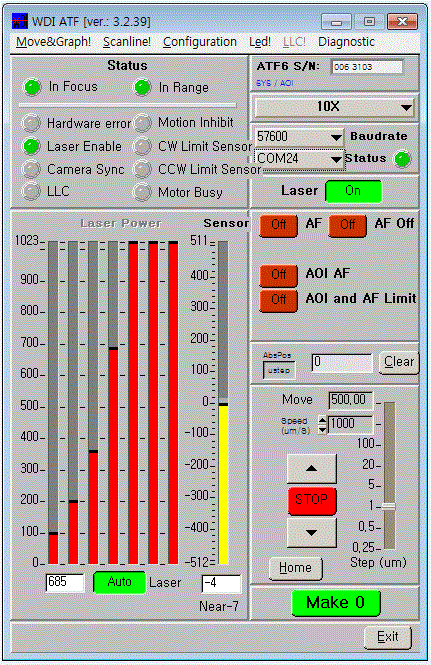 WDI ATF [ver.: 3.2.39]
Move&Graph! Scanline! Configuration Led! LLC! Diagnostic
Status
In Focus In Range
Hardware error Motion Inhibit
Laser Enable CW Limit Sensor
Camera Sync CCW Limit Sensor
LLC Motor Busy
ATF6 S/N: 006 3103
SYS / AOI
10X
57600 Baudrate
COM24 Status
Laser On
Off AF Off AF Off
Off AOI AF
Off AOI and AF Limit
AbsPos
ustep 0 Clear
Move 500,00
Speed
(um/S) 1000
100
20
5
1
0,5
0,25
STOP
Home Step (um)
Make 0
Laser Power Sensor
1023 511
900 400
800 300
700 200
600 100
500 0
400 -100
300 -200
200 -300
100 -400
0 -512
685 Auto Laser -4
Near-7
Exit